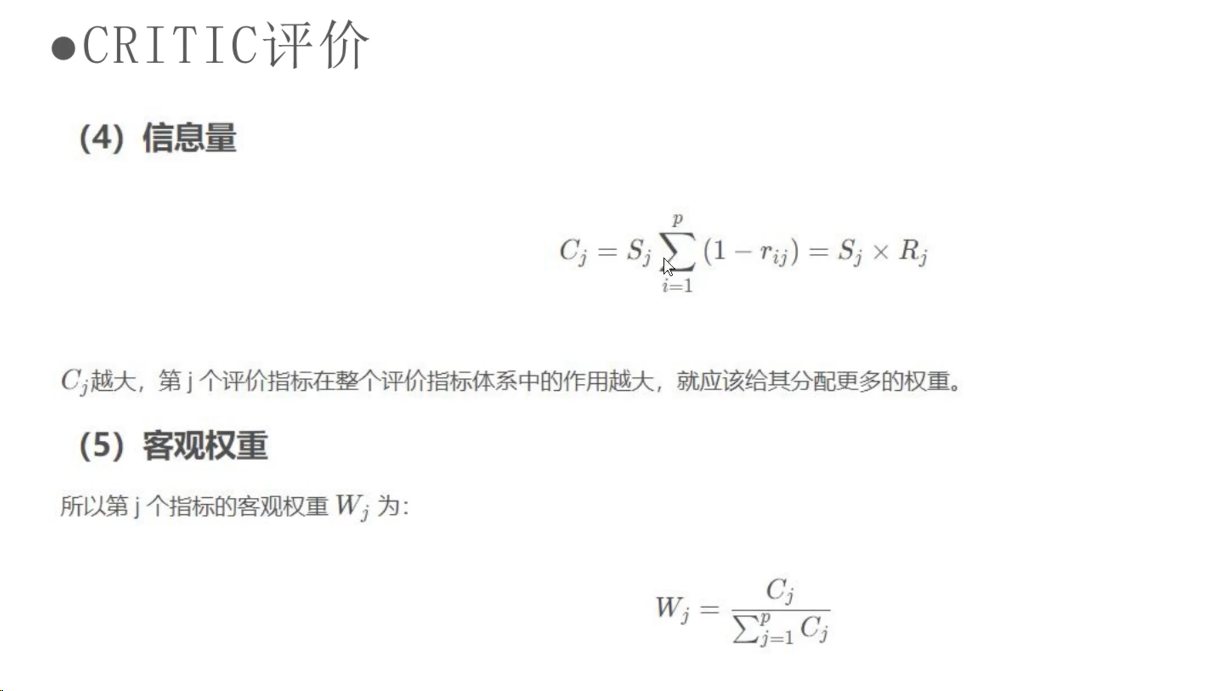 ●CRITIC评价
（4）信息量
$C_j = S_j \sum_{i=1}^{p} (1 - r_{ij}) = S_j \times R_j$
$C_j$越大，第 j 个评价指标在整个评价指标体系中的作用越大，就应该给其分配更多的权重。
（5）客观权重
所以第 j 个指标的客观权重 $W_j$ 为：
$W_j = \frac{C_j}{\sum_{j=1}^{p} C_j}$